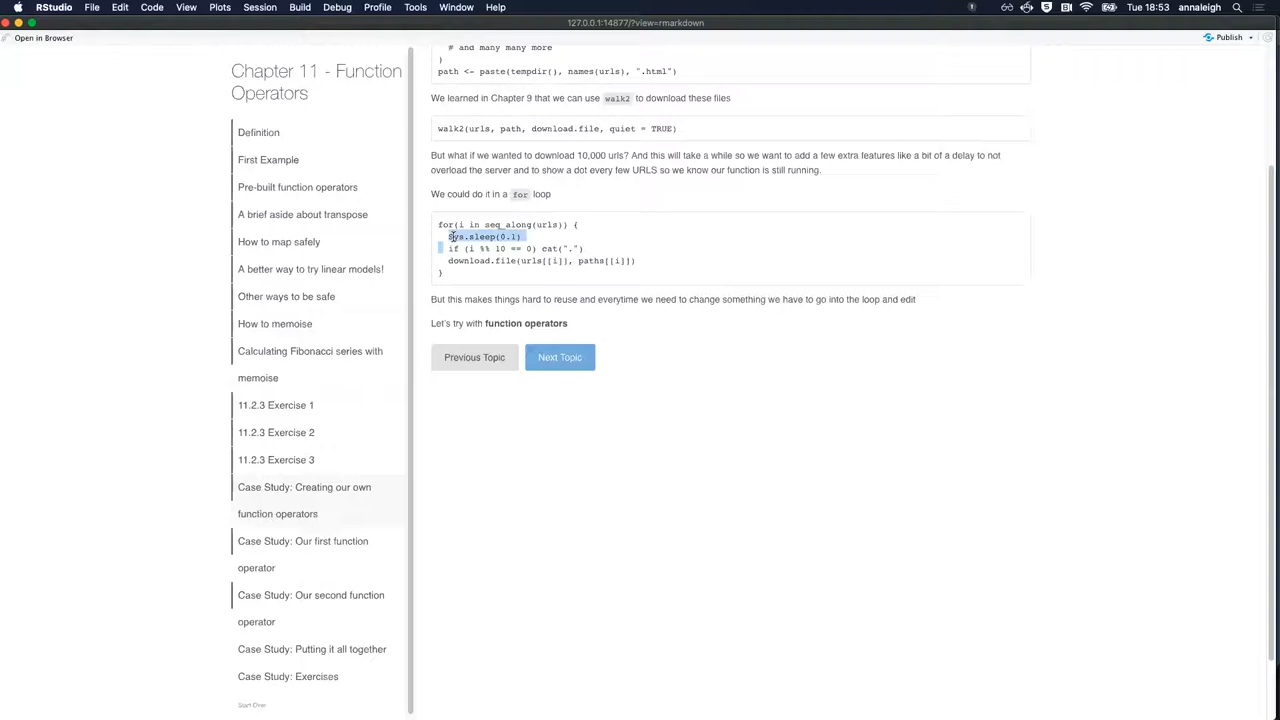 RStudio File Edit Code View Plots Session Build Debug Profile Tools Window Help
Tue 18:53 annaleigh
127.0.0.1:14877/?view=rmarkdown
Open in Browser
Publish
Chapter 11 - Function
Operators
Definition
First Example
Pre-built function operators
A brief aside about transpose
How to map safely
A better way to try linear models!
Other ways to be safe
How to memoise
Calculating Fibonacci series with
memoise
11.2.3 Exercise 1
11.2.3 Exercise 2
11.2.3 Exercise 3
Case Study: Creating our own
function operators
Case Study: Our first function
operator
Case Study: Our second function
operator
Case Study: Putting it all together
Case Study: Exercises
Start Over
# and many many more
)
path <- paste(tempdir(), names(urls), ".html")
We learned in Chapter 9 that we can use walk2 to download these files
walk2(urls, path, download.file, quiet = TRUE)
But what if we wanted to download 10,000 urls? And this will take a while so we want to add a few extra features like a bit of a delay to not
overload the server and to show a dot every few URLS so we know our function is still running.
We could do it in a for loop
for(i in seq_along(urls)) {
Sys.sleep(0.1)
if (i %% 10 == 0) cat(".")
download.file(urls[[i]], paths[[i]])
}
But this makes things hard to reuse and everytime we need to change something we have to go into the loop and edit
Let's try with function operators
Previous Topic Next Topic